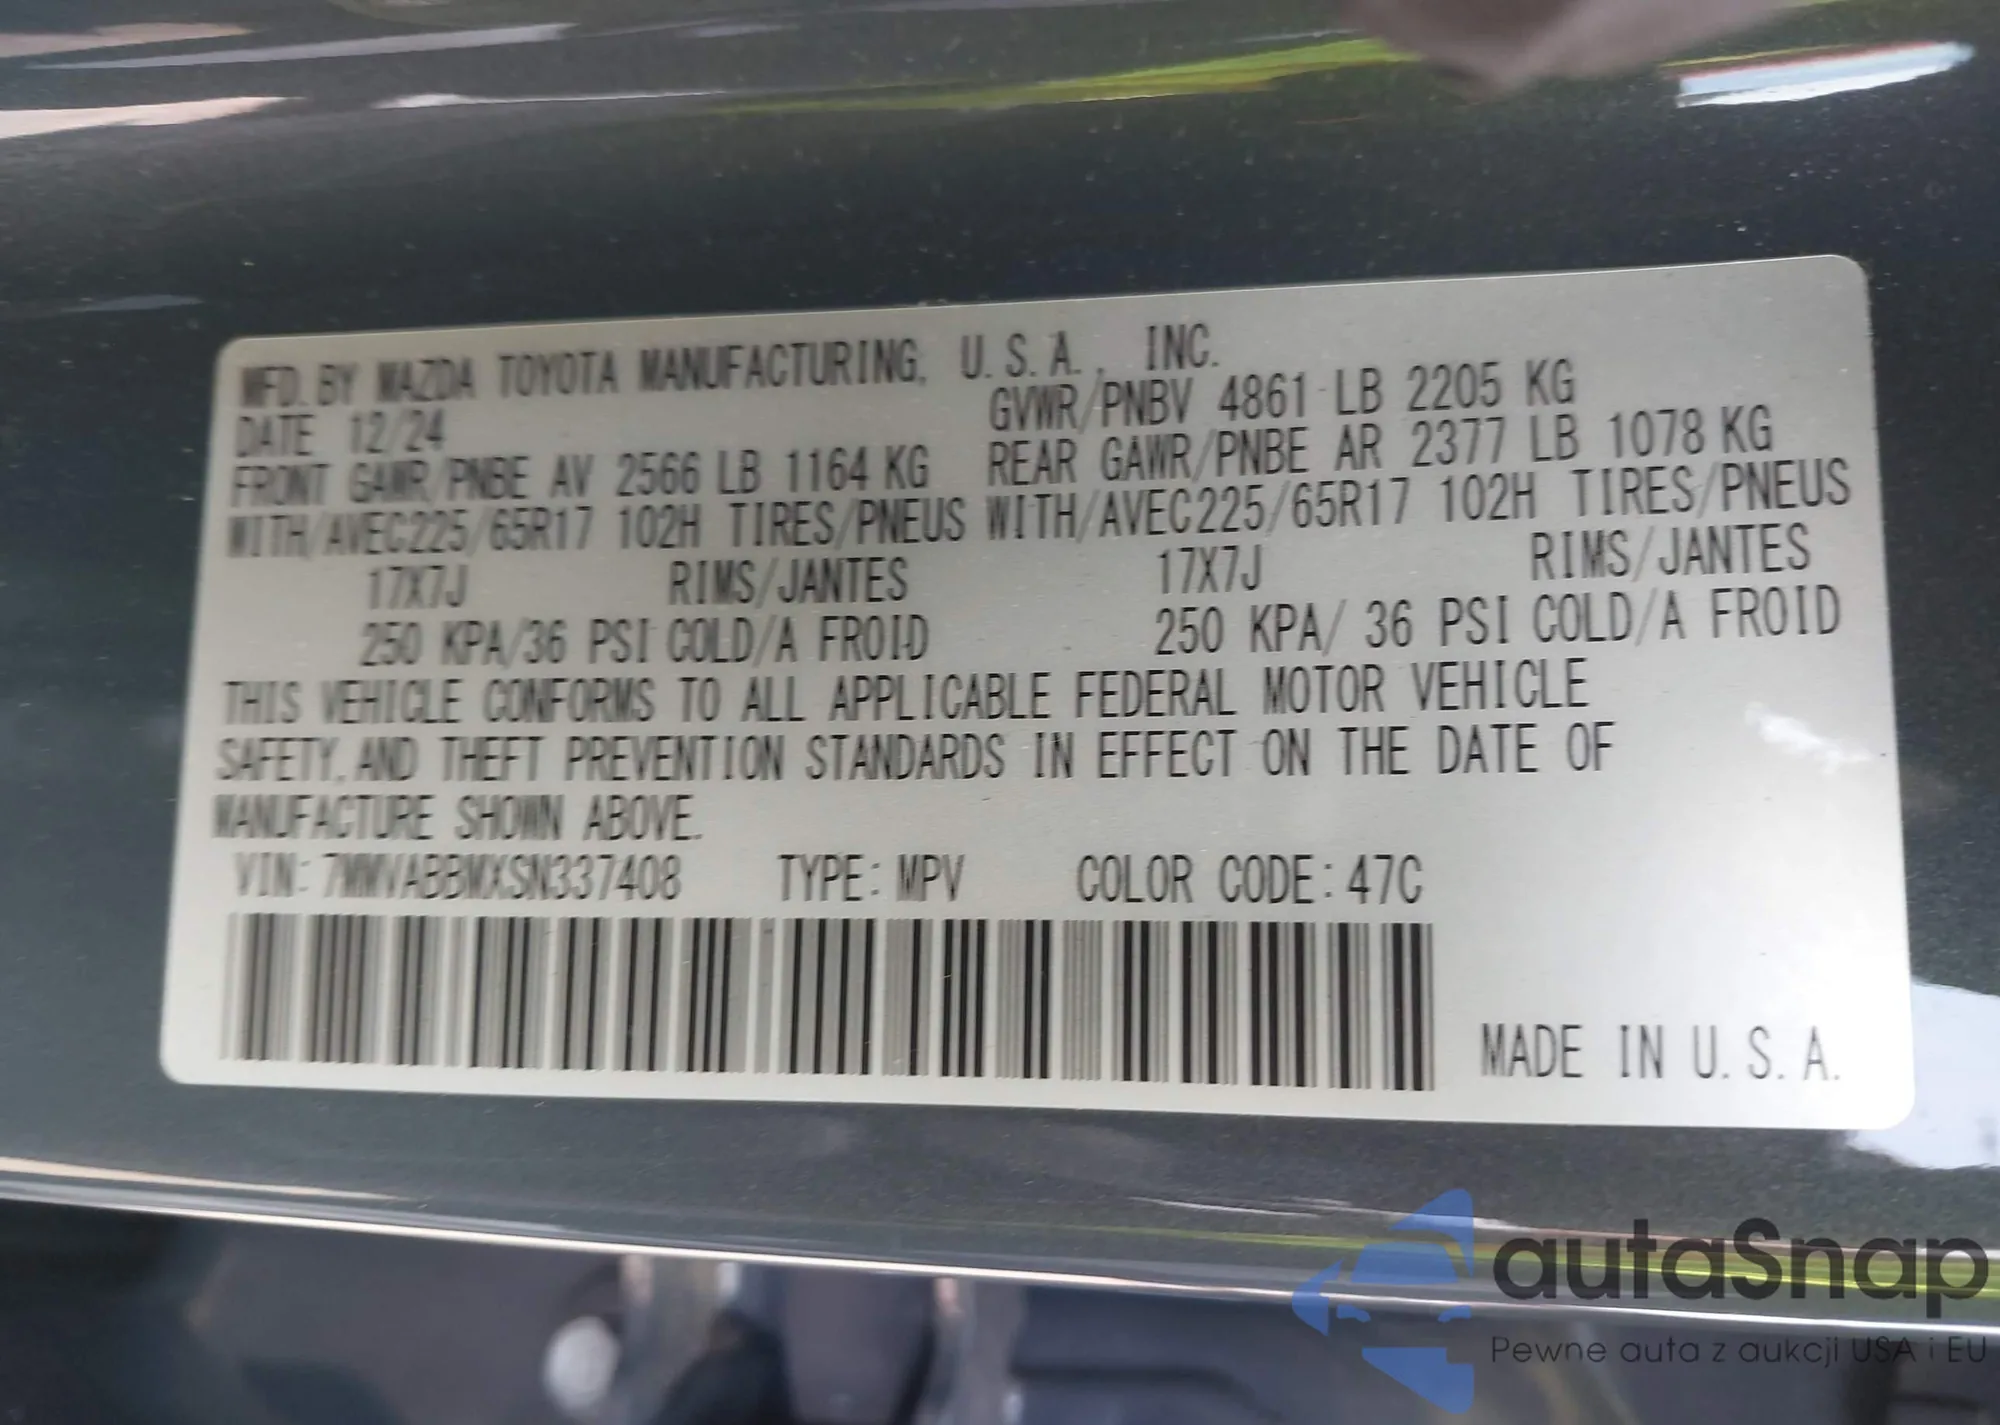 MFD. BY MAZDA TOYOTA MANUFACTURING, U.S.A., INC.
DATE 12/24 GVWR/PNBV 4861 LB 2205 KG
FRONT GAWR/PNBE AV 2566 LB 1164 KG REAR GAWR/PNBE AR 2377 LB 1078 KG
WITH/AVEC225/65R17 102H TIRES/PNEUS WITH/AVEC225/65R17 102H TIRES/PNEUS
17X7J RIMS/JANTES 17X7J RIMS/JANTES
250 KPA/36 PSI COLD/A FROID 250 KPA/ 36 PSI COLD/A FROID
THIS VEHICLE CONFORMS TO ALL APPLICABLE FEDERAL MOTOR VEHICLE
SAFETY, AND THEFT PREVENTION STANDARDS IN EFFECT ON THE DATE OF
MANUFACTURE SHOWN ABOVE.
VIN: 7MMVABBMXSN337408 TYPE: MPV COLOR CODE: 47C
MADE IN U.S.A.
autaSnap
Pewne auta z aukcji USA i EU